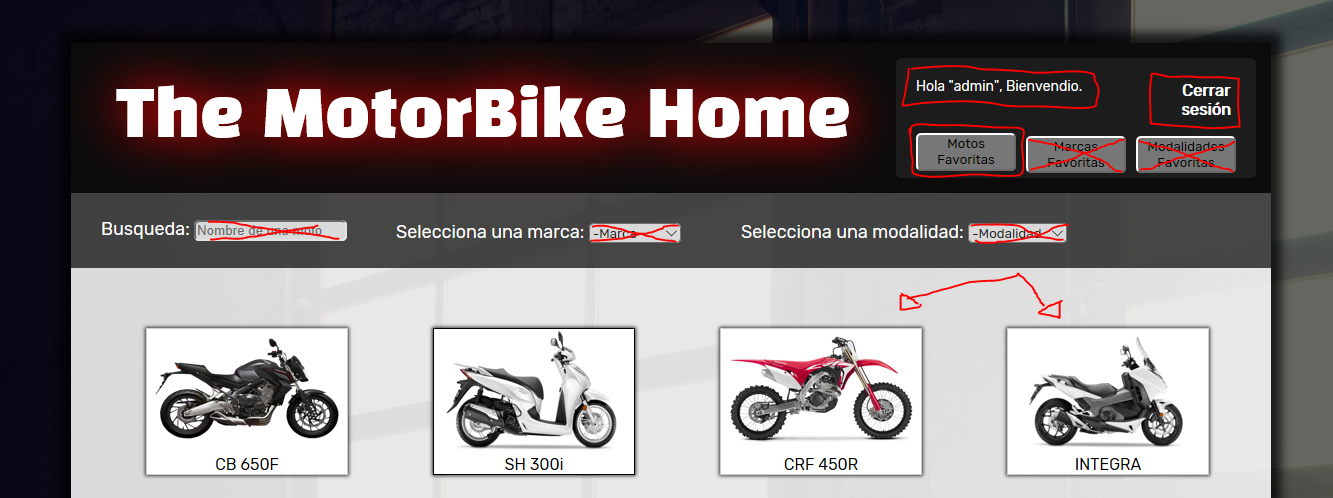 The MotorBike Home
Hola "admin", Bienvendio.
Cerrar
sesión
Motos
Favoritas
Marcas
Favoritas
Modalidades
Favoritas
Busqueda: Nombre de una moto
Selecciona una marca: -Marca-
Selecciona una modalidad: -Modalidad-
CB 650F
SH 300i
CRF 450R
INTEGRA